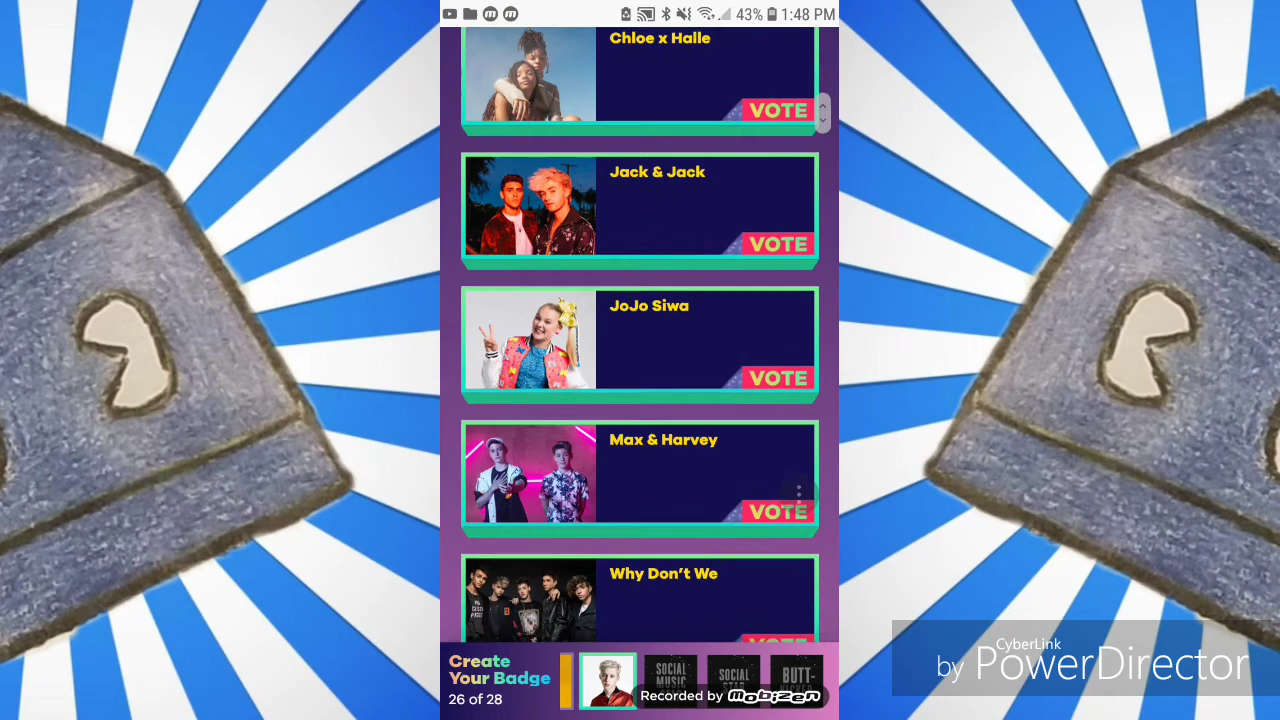 43% 1:48 PM
Chloe x Halle
VOTE
Jack & Jack
VOTE
JoJo Siwa
VOTE
Max & Harvey
VOTE
Why Don't We
VOTE
Create
Your Badge
26 of 28
SOCIAL
MUSIC
SOCIAL
STAR
BUTT-
Recorded by mobizen
CyberLink
by PowerDirector